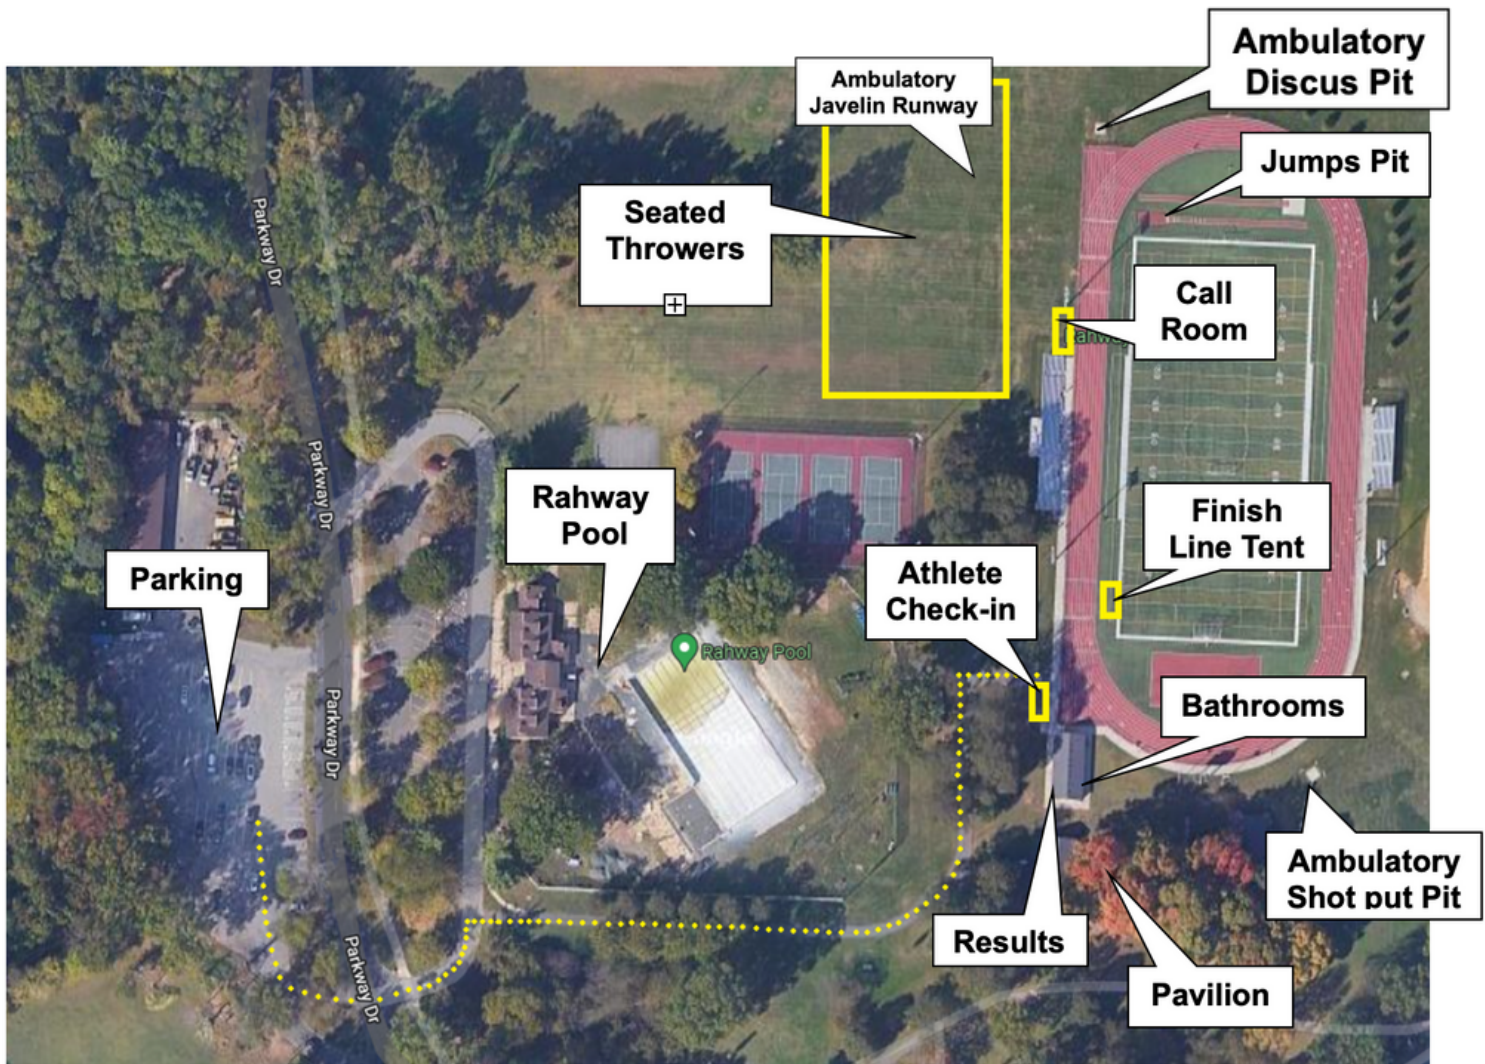 Ambulatory
Discus Pit
Ambulatory
Javelin Runway
Jumps Pit
Seated
Throwers
Parkway Dr
Call
Room
Rahway
Parkway Dr
Rahway
Pool
Finish
Line Tent
Parking
Athlete
Check-in
Rahway Pool
Parkway Dr
Bathrooms
Google
Ambulatory
Shot put Pit
Results
Parkway Dr
Pavilion